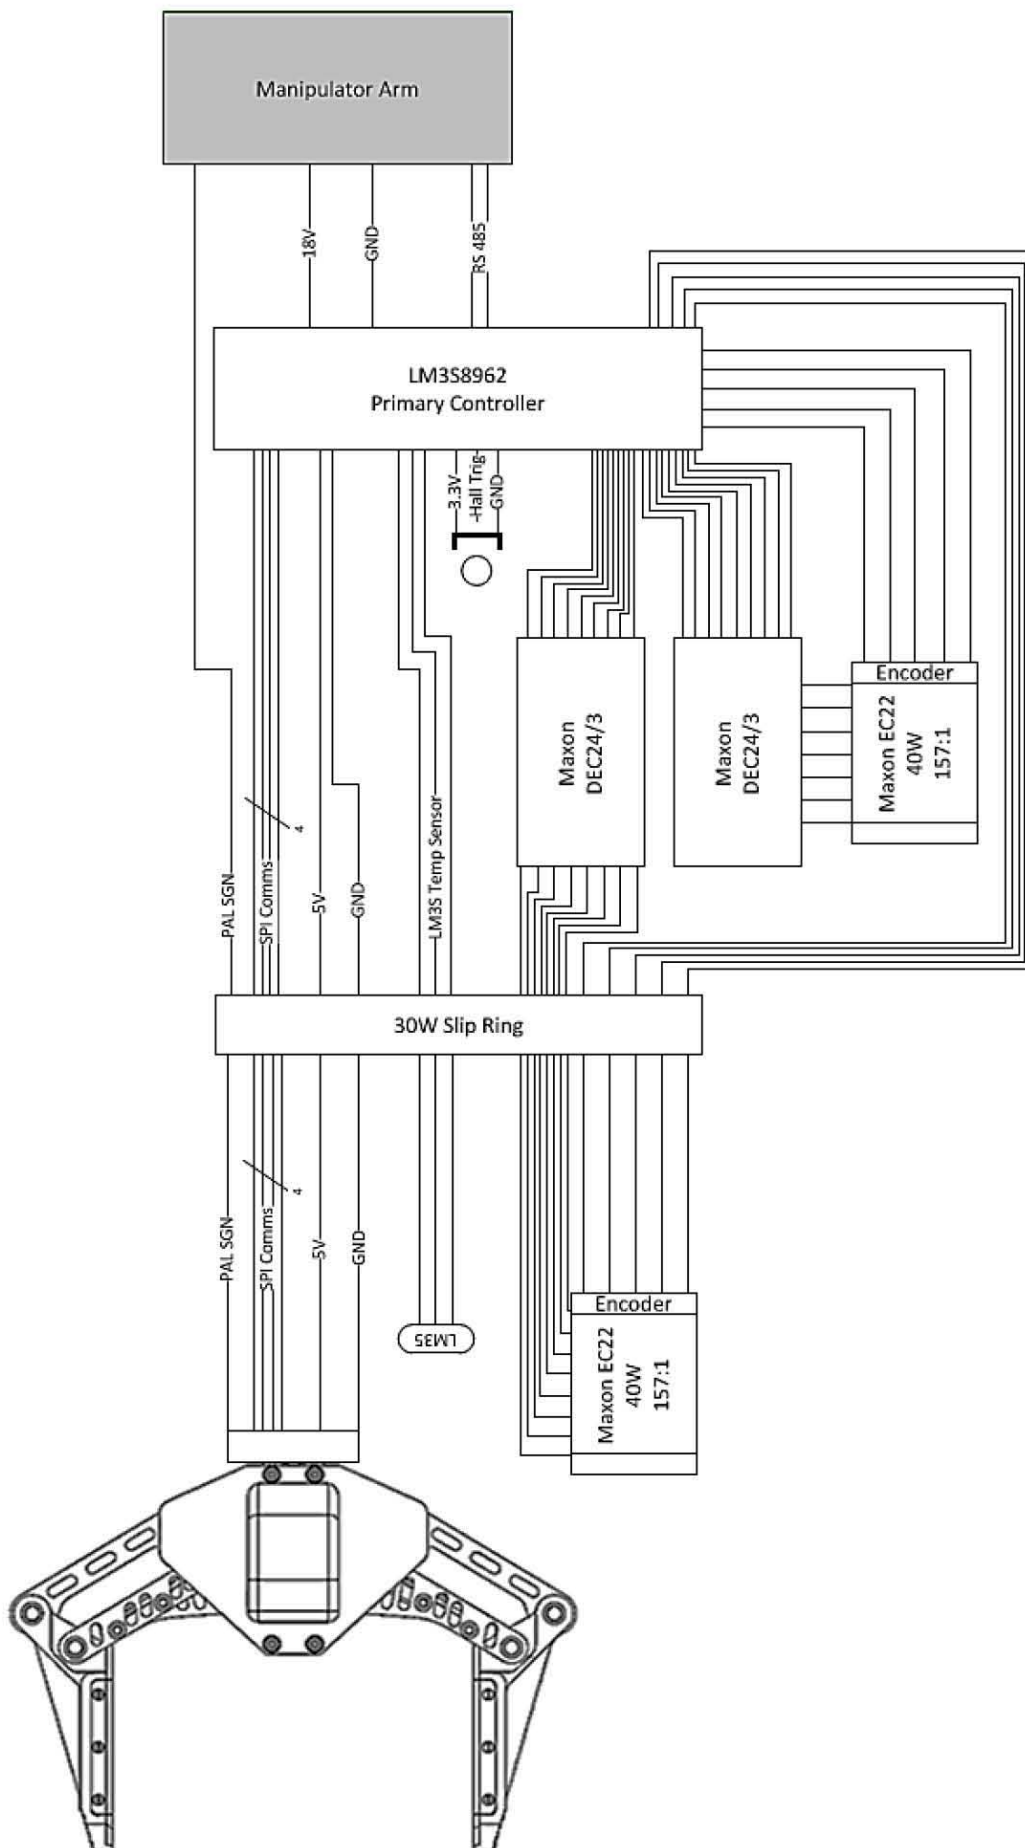 Manipulator Arm
18V
GND
RS 485
LM3S8962
Primary Controller
3.3V
Hall Trig
GND
Maxon
DEC24/3
Maxon
DEC24/3
Encoder
Maxon EC22
40W
157:1
4
PAL SGN
SPI Comms
5V
GND
LM35 Temp Sensor
30W Slip Ring
4
PAL SGN
SPI Comms
5V
GND
LM35
Encoder
Maxon EC22
40W
157:1